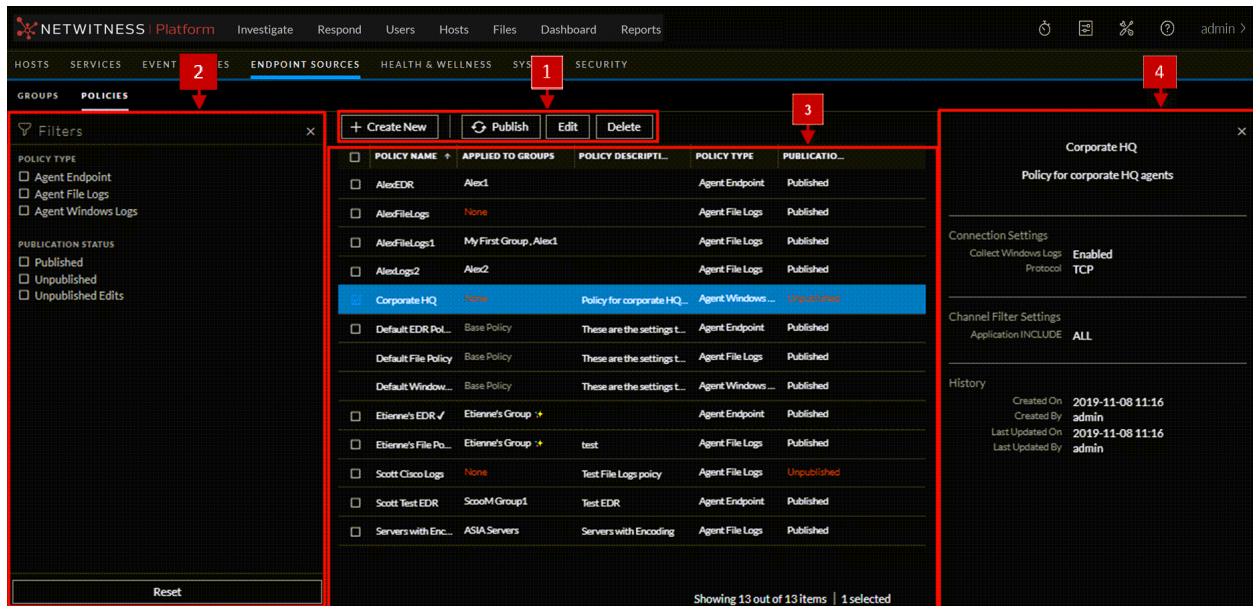 NETWITNESS | Platform Investigate Respond Users Hosts Files Dashboard Reports admin >
HOSTS SERVICES EVENT ES ENDPOINT SOURCES HEALTH & WELLNESS SYS SECURITY
2
1
4
GROUPS POLICIES
3
Filters ×
POLICY TYPE
Agent Endpoint
Agent File Logs
Agent Windows Logs
PUBLICATION STATUS
Published
Unpublished
Unpublished Edits
Reset
+ Create New Publish Edit Delete
POLICY NAME ↑ APPLIED TO GROUPS POLICY DESCRIPTI... POLICY TYPE PUBLICATIO...
AlexEDR Alex1 Agent Endpoint Published
AlexFileLogs None Agent File Logs Published
AlexFileLogs1 My First Group , Alex1 Agent File Logs Published
AlexLogs2 Alex2 Agent File Logs Published
Corporate HQ None Policy for corporate HQ... Agent Windows ... Unpublished
Default EDR Pol... Base Policy These are the settings t... Agent Endpoint Published
Default File Policy Base Policy These are the settings t... Agent File Logs Published
Default Window... Base Policy These are the settings t... Agent Windows ... Published
Etienne's EDR ✓ Etienne's Group ✨ Agent Endpoint Published
Etienne's File Po... Etienne's Group ✨ test Agent File Logs Published
Scott Cisco Logs None Test File Logs poicy Agent File Logs Unpublished
Scott Test EDR ScooM Group1 Test EDR Agent Endpoint Published
Servers with Enc... ASIA Servers Servers with Encoding Agent File Logs Published
Showing 13 out of 13 items | 1 selected
×
Corporate HQ
Policy for corporate HQ agents
Connection Settings
Collect Windows Logs Enabled
Protocol TCP
Channel Filter Settings
Application INCLUDE ALL
History
Created On 2019-11-08 11:16
Created By admin
Last Updated On 2019-11-08 11:16
Last Updated By admin